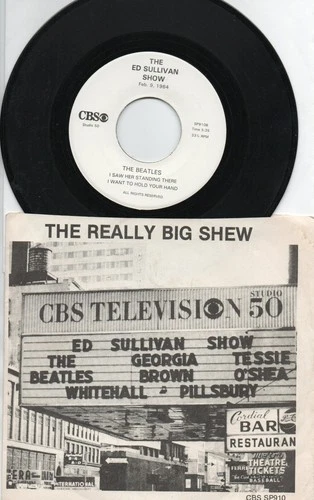 THE
ED SULLIVAN
SHOW
Feb. 9, 1964
CBS
Studio 50
THE BEATLES
I SAW HER STANDING THERE
I WANT TO HOLD YOUR HAND
ALL RIGHTS RESERVED
THE REALLY BIG SHEW
CBS TELEVISION STUDIO 50
ED SULLIVAN SHOW
THE GEORGIA TESSIE
BEATLES BROWN O'SHEA
WHITEHALL PILLSBURY
Cordial
BAR
RESTAURAN
THEATRE
TICKETS
BASEBALL
CBS SP910